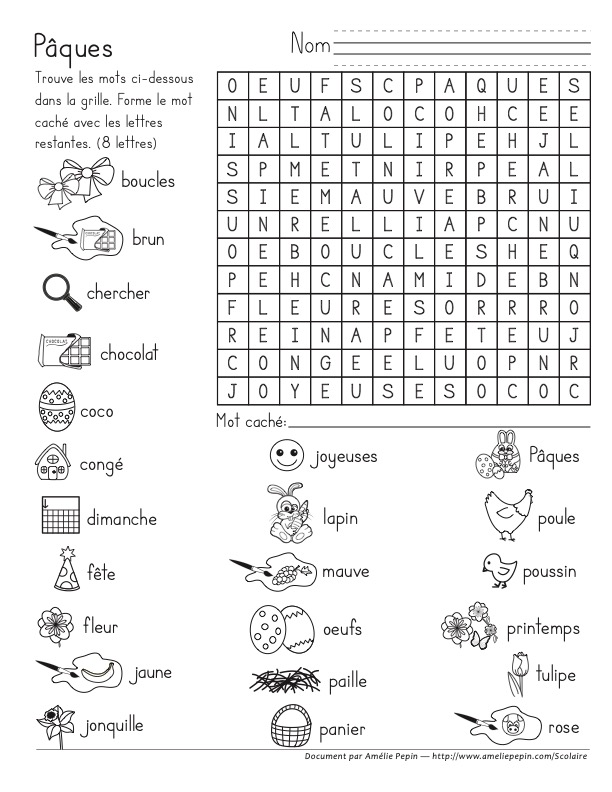 Pâques
Nom
Trouve les mots ci-dessous
dans la grille. Forme le mot
caché avec les lettres
restantes. (8 lettres)
O E U F S C P A Q U E S
N L T A L O C O H C E E
I A L T U L I P E H J L
S P M E T N I R P E A L
S I E M A U V E B R U I
U N R E L L I A P C N U
O E B O U C L E S H E Q
P E H C N A M I D E B N
F L E U R E S O R R R O
R E I N A P F E T E U J
C O N G E E L U O P N R
J O Y E U S E S O C O C
Mot caché:
boucles
brun
CHOCOLAT
chercher
chocolat
CHOCOLAT
coco
congé
dimanche
fête
fleur
jaune
jonquille
joyeuses
lapin
mauve
oeufs
paille
panier
Pâques
poule
poussin
printemps
tulipe
rose
Document par Amélie Pepin — http://www.ameliepepin.com/Scolaire